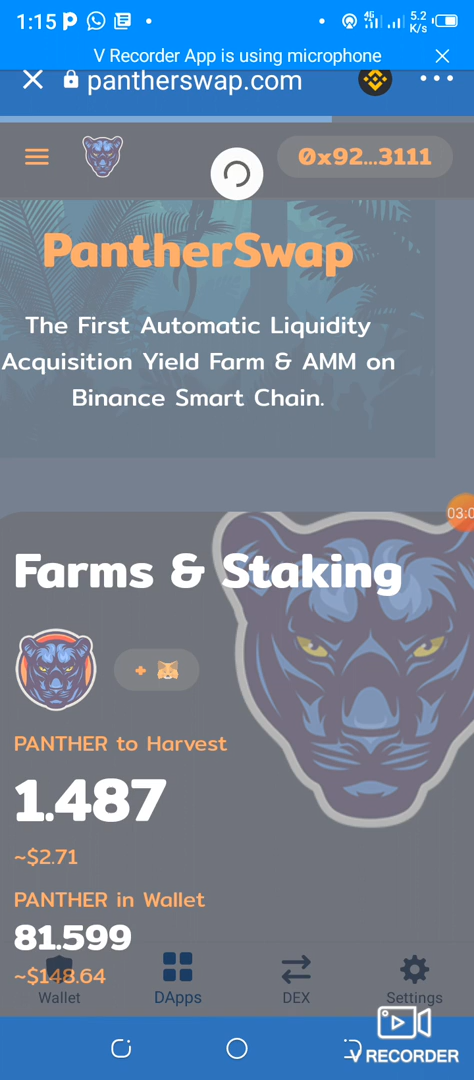 1:15
4G
5.2
K/s
V Recorder App is using microphone
pantherswap.com
0x92...3111
PantherSwap
The First Automatic Liquidity
Acquisition Yield Farm & AMM on
Binance Smart Chain.
03:0
Farms & Staking
+
PANTHER to Harvest
1.487
~$2.71
PANTHER in Wallet
81.599
~$148.64
Wallet
DApps
DEX
Settings
V RECORDER